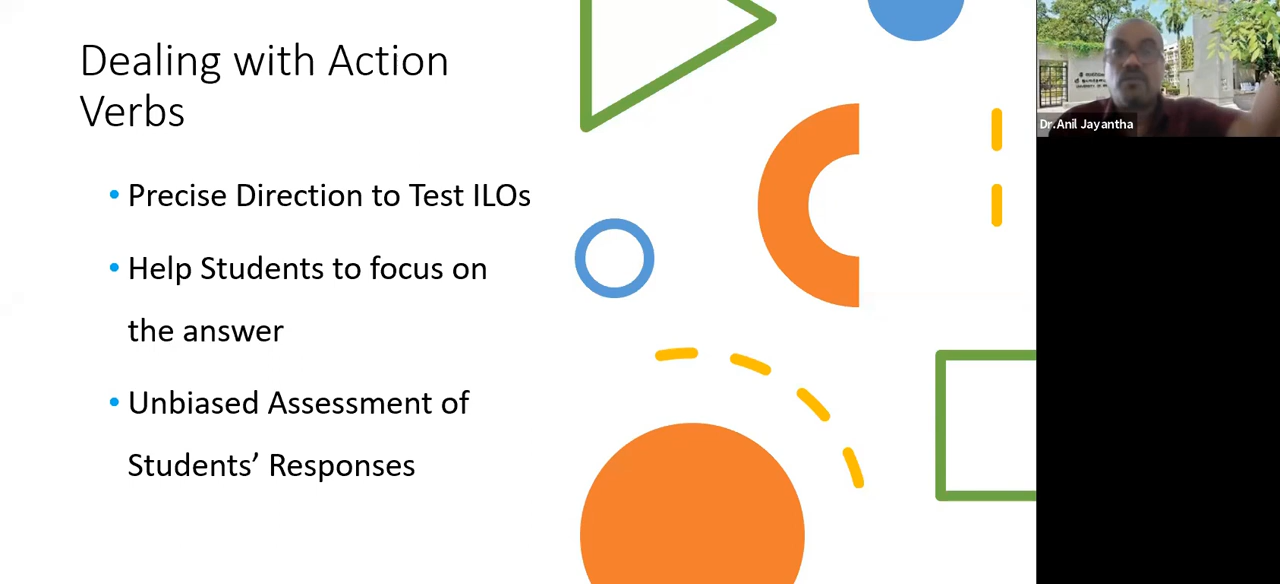 Dealing with Action
Verbs
• Precise Direction to Test ILOs
• Help Students to focus on
the answer
• Unbiased Assessment of
Students’ Responses
Dr.Anil Jayantha